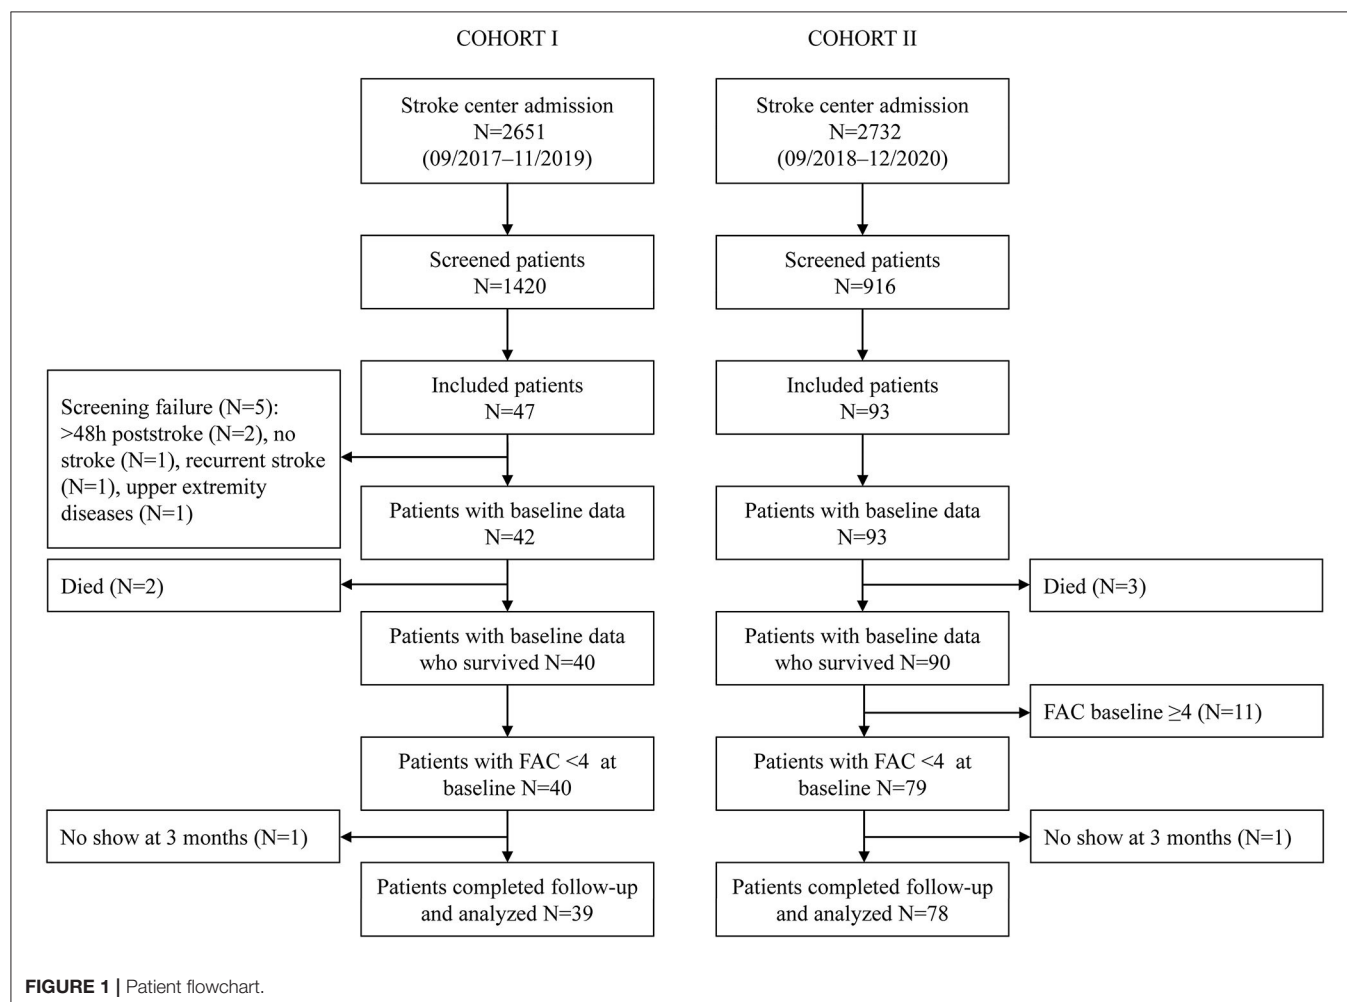 COHORT I
Stroke center admission
N=2651
(09/2017–11/2019)
Screened patients
N=1420
Included patients
N=47
Screening failure (N=5):
>48h poststroke (N=2), no
stroke (N=1), recurrent stroke
(N=1), upper extremity
diseases (N=1)
Patients with baseline data
N=42
Died (N=2)
Patients with baseline data
who survived N=40
Patients with FAC <4 at
baseline N=40
No show at 3 months (N=1)
Patients completed follow-up
and analyzed N=39
COHORT II
Stroke center admission
N=2732
(09/2018–12/2020)
Screened patients
N=916
Included patients
N=93
Patients with baseline data
N=93
Died (N=3)
Patients with baseline data
who survived N=90
FAC baseline ≥4 (N=11)
Patients with FAC <4 at
baseline N=79
No show at 3 months (N=1)
Patients completed follow-up
and analyzed N=78
FIGURE 1 | Patient flowchart.